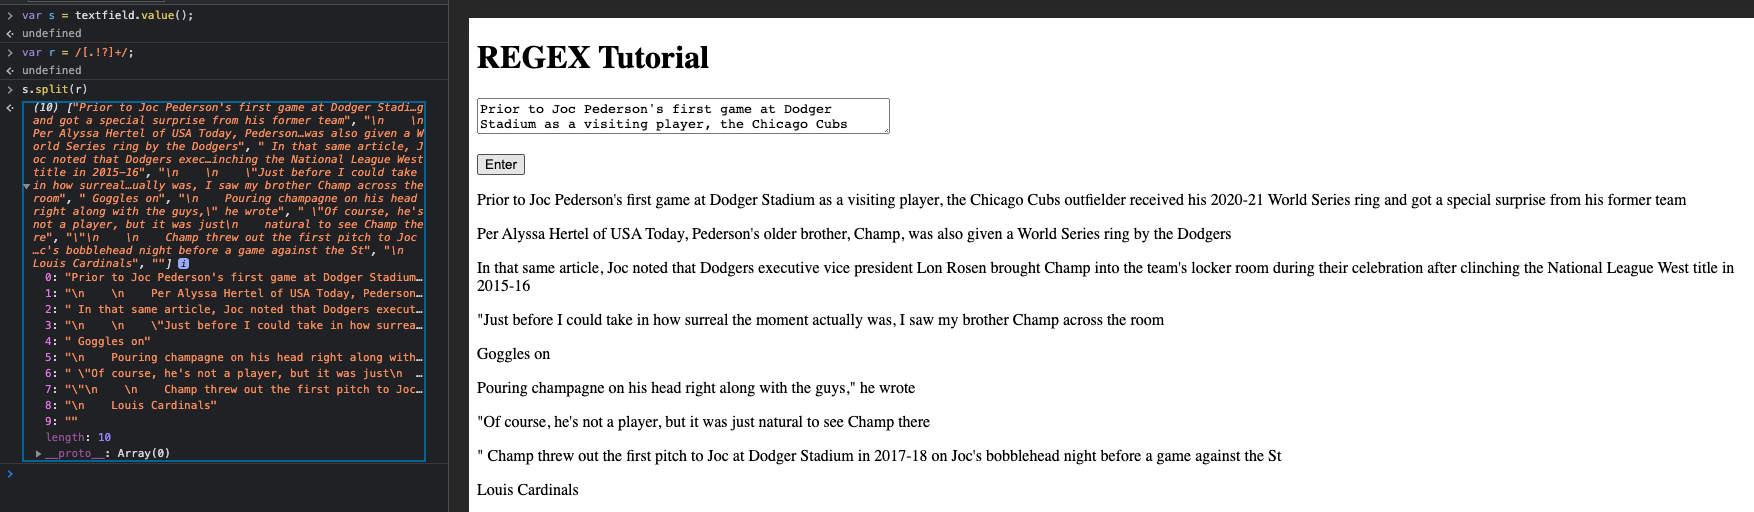 > var s = textfield.value();
undefined
> var r = /[.!?]+/;
undefined
> s.split(r)
(10) ["Prior to Joc Pederson's first game at Dodger Stadi…g
and got a special surprise from his former team", "\n    \n
Per Alyssa Hertel of USA Today, Pederson…was also given a W
orld Series ring by the Dodgers", " In that same article, J
oc noted that Dodgers exec…inching the National League West
title in 2015–16", "\n    \n    \"Just before I could take
in how surreal…ually was, I saw my brother Champ across the
room", " Goggles on", "\n    Pouring champagne on his head
right along with the guys,\" he wrote", " \"Of course, he's
not a player, but it was just\n    natural to see Champ the
re", "\"\n    \n    Champ threw out the first pitch to Joc
…c's bobblehead night before a game against the St", "\n
Louis Cardinals", ""] i
0: "Prior to Joc Pederson's first game at Dodger Stadium…
1: "\n    \n    Per Alyssa Hertel of USA Today, Pederson…
2: " In that same article, Joc noted that Dodgers execut…
3: "\n    \n    \"Just before I could take in how surrea…
4: " Goggles on"
5: "\n    Pouring champagne on his head right along with…
6: " \"Of course, he's not a player, but it was just\n  …
7: "\"\n    \n    Champ threw out the first pitch to Joc…
8: "\n    Louis Cardinals"
9: ""
length: 10
__proto__: Array(0)
>
REGEX Tutorial
Prior to Joc Pederson's first game at Dodger
Stadium as a visiting player, the Chicago Cubs
Enter
Prior to Joc Pederson's first game at Dodger Stadium as a visiting player, the Chicago Cubs outfielder received his 2020-21 World Series ring and got a special surprise from his former team
Per Alyssa Hertel of USA Today, Pederson's older brother, Champ, was also given a World Series ring by the Dodgers
In that same article, Joc noted that Dodgers executive vice president Lon Rosen brought Champ into the team's locker room during their celebration after clinching the National League West title in
2015-16
"Just before I could take in how surreal the moment actually was, I saw my brother Champ across the room
Goggles on
Pouring champagne on his head right along with the guys," he wrote
"Of course, he's not a player, but it was just natural to see Champ there
" Champ threw out the first pitch to Joc at Dodger Stadium in 2017-18 on Joc's bobblehead night before a game against the St
Louis Cardinals